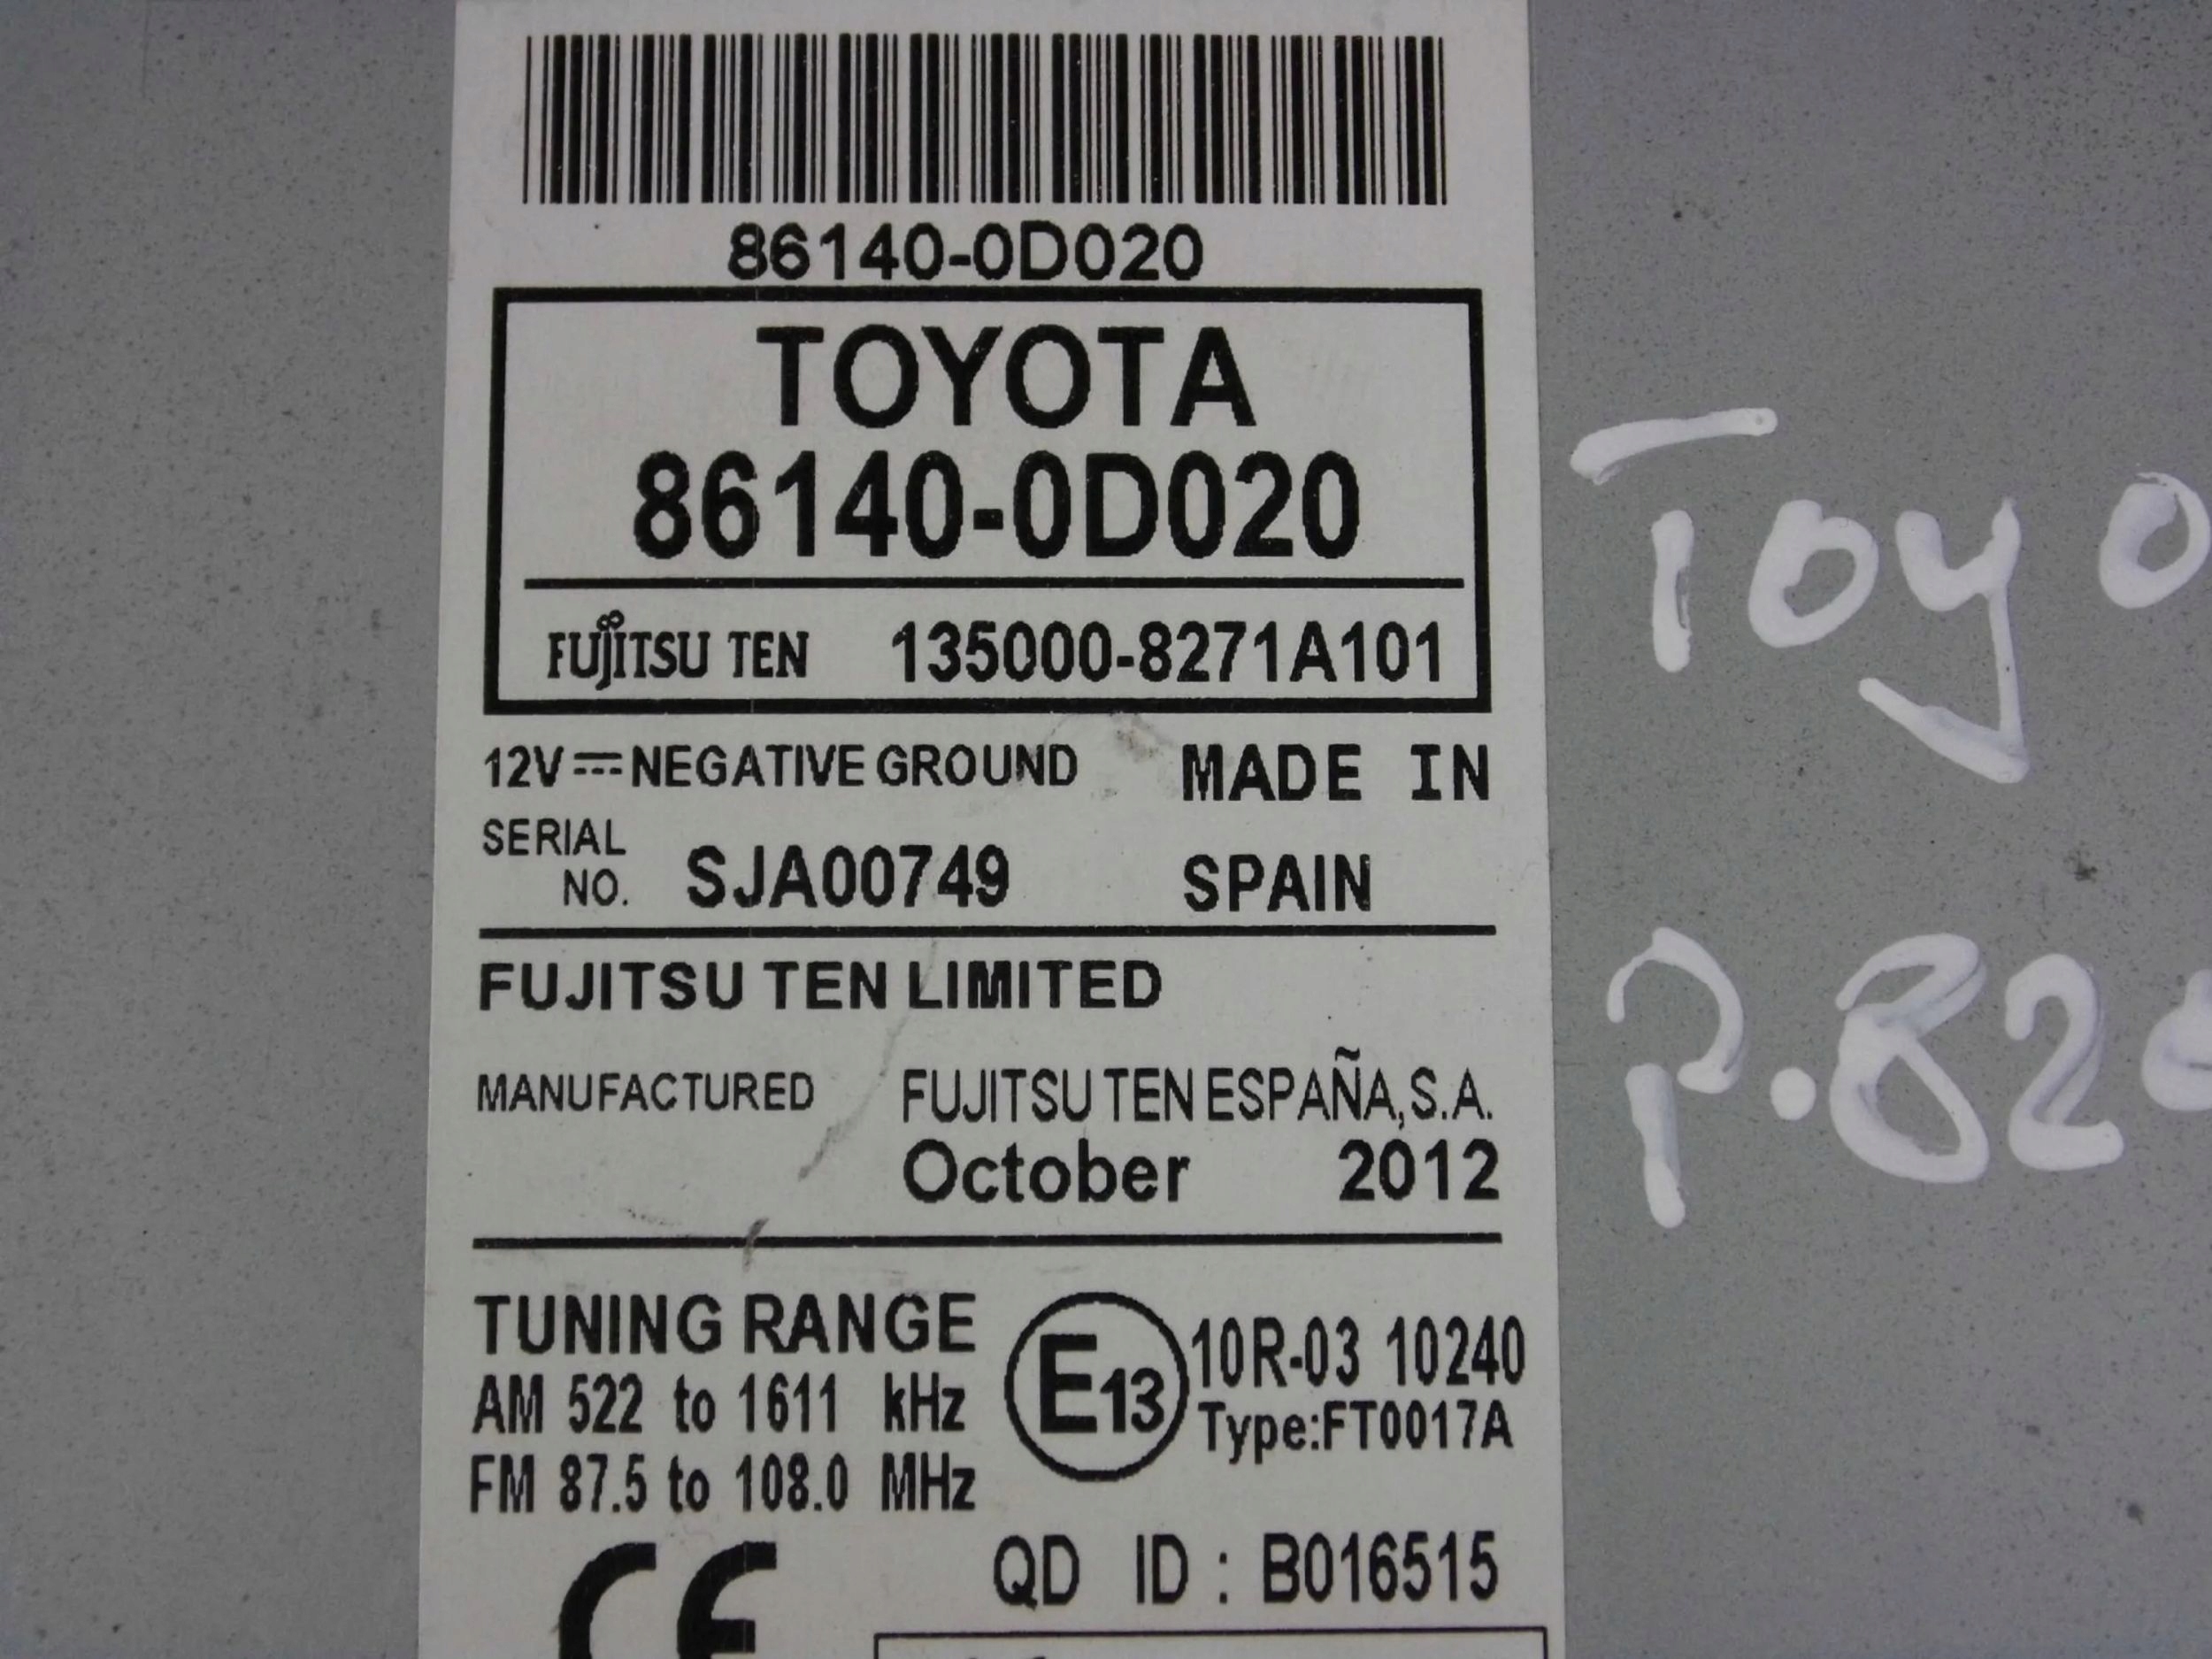 86140-0D020
TOYOTA
86140-0D020
FUJITSU TEN 135000-8271A101
12V NEGATIVE GROUND MADE IN
SERIAL NO. SJA00749 SPAIN
FUJITSU TEN LIMITED
MANUFACTURED FUJITSU TEN ESPAÑA, S.A.
October 2012
TUNING RANGE
AM 522 to 1611 kHz
FM 87.5 to 108.0 MHz
E13 10R-03 10240
Type:FT0017A
CE
QD ID : B016515
Toyo
P.82